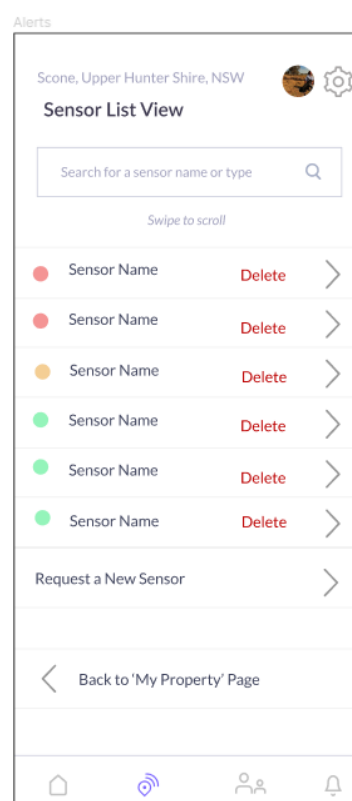 Alerts
Scone, Upper Hunter Shire, NSW
Sensor List View
Search for a sensor name or type
Swipe to scroll
Sensor Name Delete
Sensor Name Delete
Sensor Name Delete
Sensor Name Delete
Sensor Name Delete
Sensor Name Delete
Request a New Sensor
Back to ‘My Property’ Page